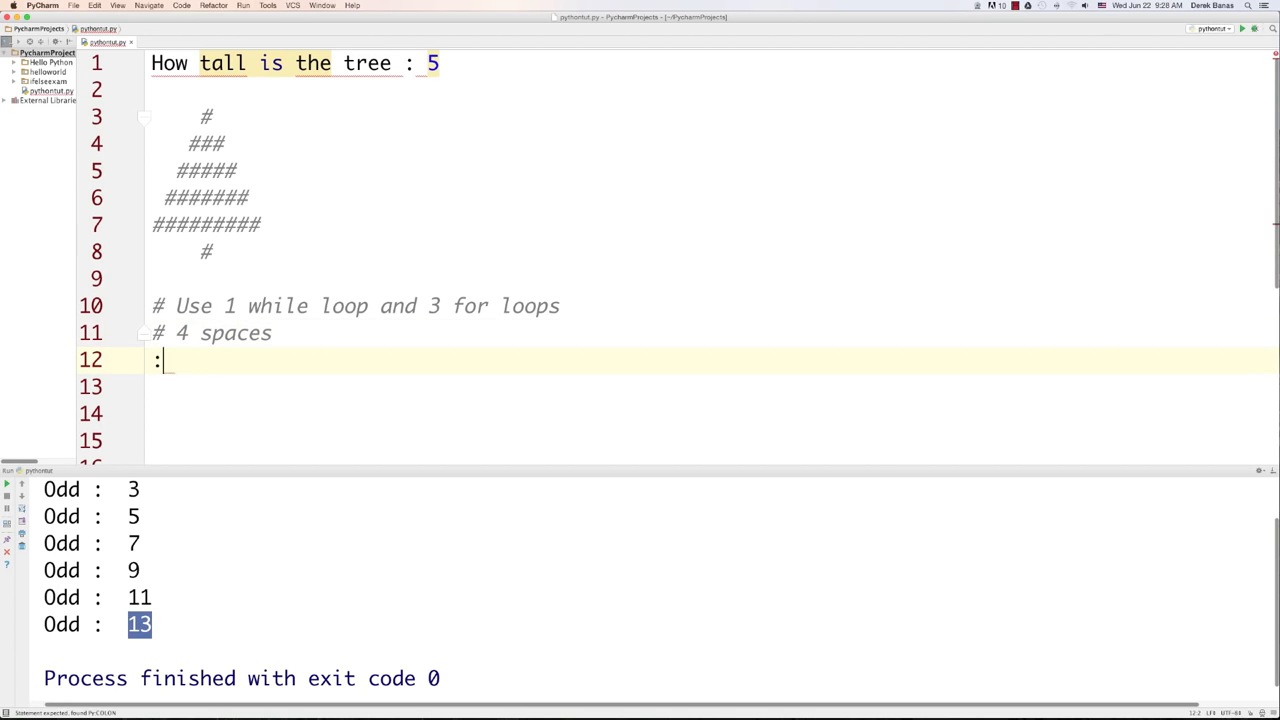 PyCharm File Edit View Navigate Code Refactor Run Tools VCS Window Help
10 Wed Jun 22 9:28 AM Derek Banas
pythontut.py - PycharmProjects - [~/PycharmProjects]
PycharmProjects pythontut.py
pythontut
pythontut.py
PycharmProject
Hello Python
helloworld
ifelseexam
pythontut.py
External Librarie
1 How tall is the tree : 5
2
3 #
4 ###
5 #####
6 #######
7 #########
8 #
9
10 # Use 1 while loop and 3 for loops
11 # 4 spaces
12 :
13
14
15
16
Run pythontut
Odd : 3
Odd : 5
Odd : 7
Odd : 9
Odd : 11
Odd : 13
Process finished with exit code 0
Statement expected, found Py:COLON
12:2 LF÷ UTF-8÷